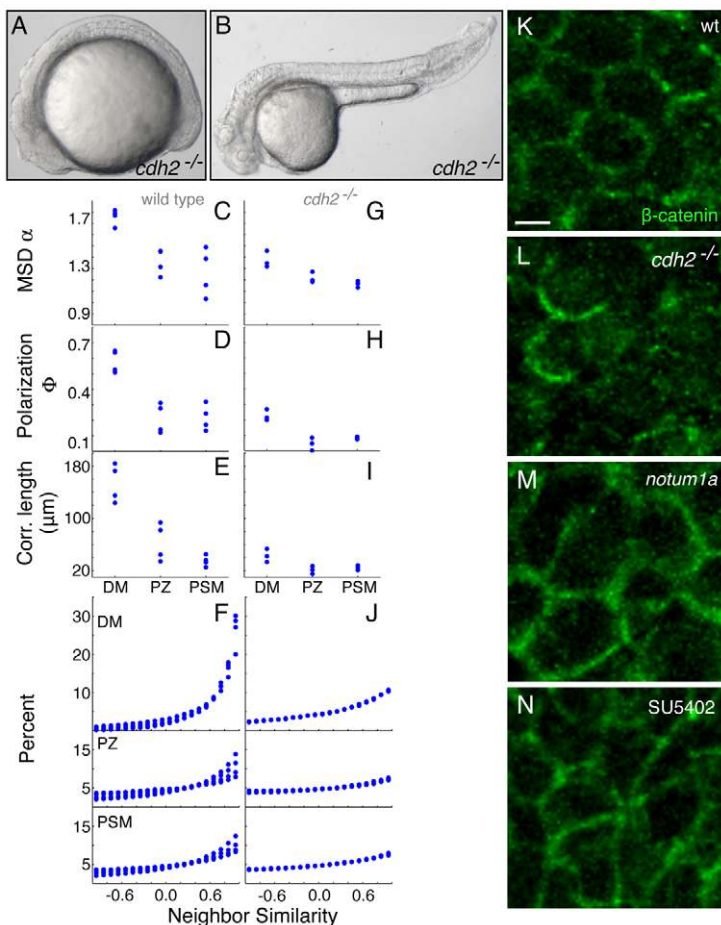 A
cdh2 -/-
B
cdh2 -/-
wild type
cdh2 -/-
C
G
MSD α
1.7
1.3
0.9
D
H
Polarization
Φ
0.7
0.4
0.1
E
I
Corr. length
(μm)
180
100
20
DM PZ PSM
DM PZ PSM
F
J
Percent
DM
30
20
10
PZ
15
5
PSM
15
5
-0.6 0.0 0.6
-0.6 0.0 0.6
Neighbor Similarity
K
wt
β-catenin
L
cdh2 -/-
M
notum1a
N
SU5402